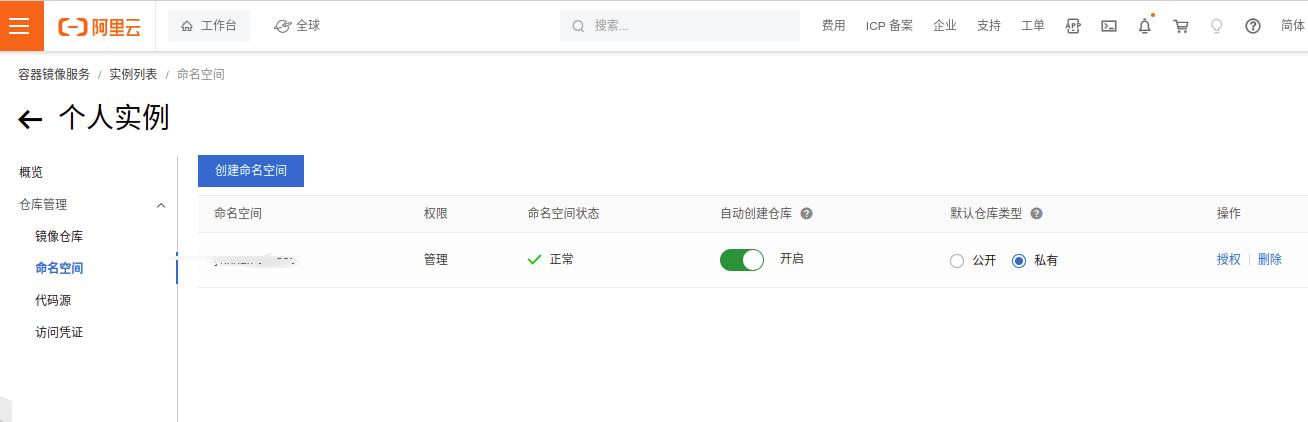 阿里云 工作台 全球 搜索... 费用 ICP 备案 企业 支持 工单 APP 简体
容器镜像服务 / 实例列表 / 命名空间
个人实例
概览
仓库管理
镜像仓库
命名空间
代码源
访问凭证
创建命名空间
命名空间 权限 命名空间状态 自动创建仓库 默认仓库类型 操作
管理 正常 开启 公开 私有 授权 删除